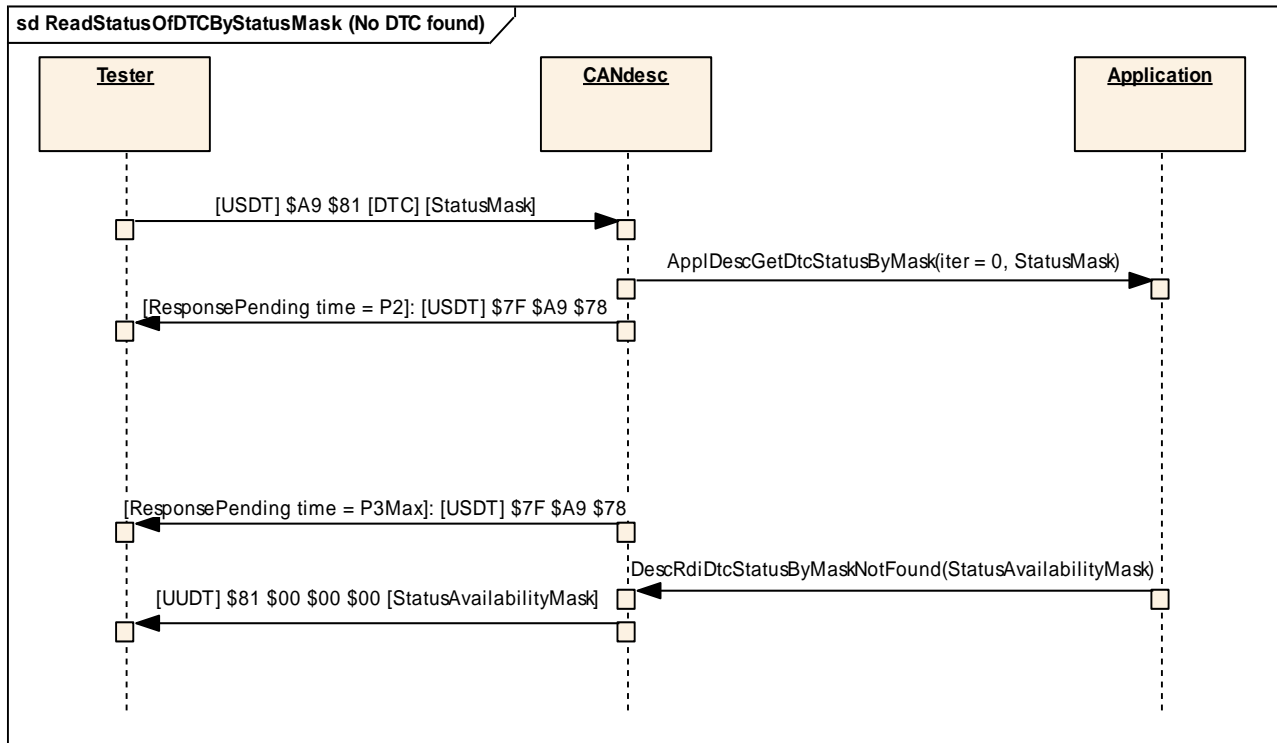 sd ReadStatusOfDTCByStatusMask (No DTC found)
Tester
CANdesc
Application
[USDT] $A9 $81 [DTC] [StatusMask]
ApplDescGetDtcStatusByMask(iter = 0, StatusMask)
[ResponsePending time = P2]: [USDT] $7F $A9 $78
[ResponsePending time = P3Max]: [USDT] $7F $A9 $78
DescRdiDtcStatusByMaskNotFound(StatusAvailabilityMask)
[UUDT] $81 $00 $00 $00 [StatusAvailabilityMask]